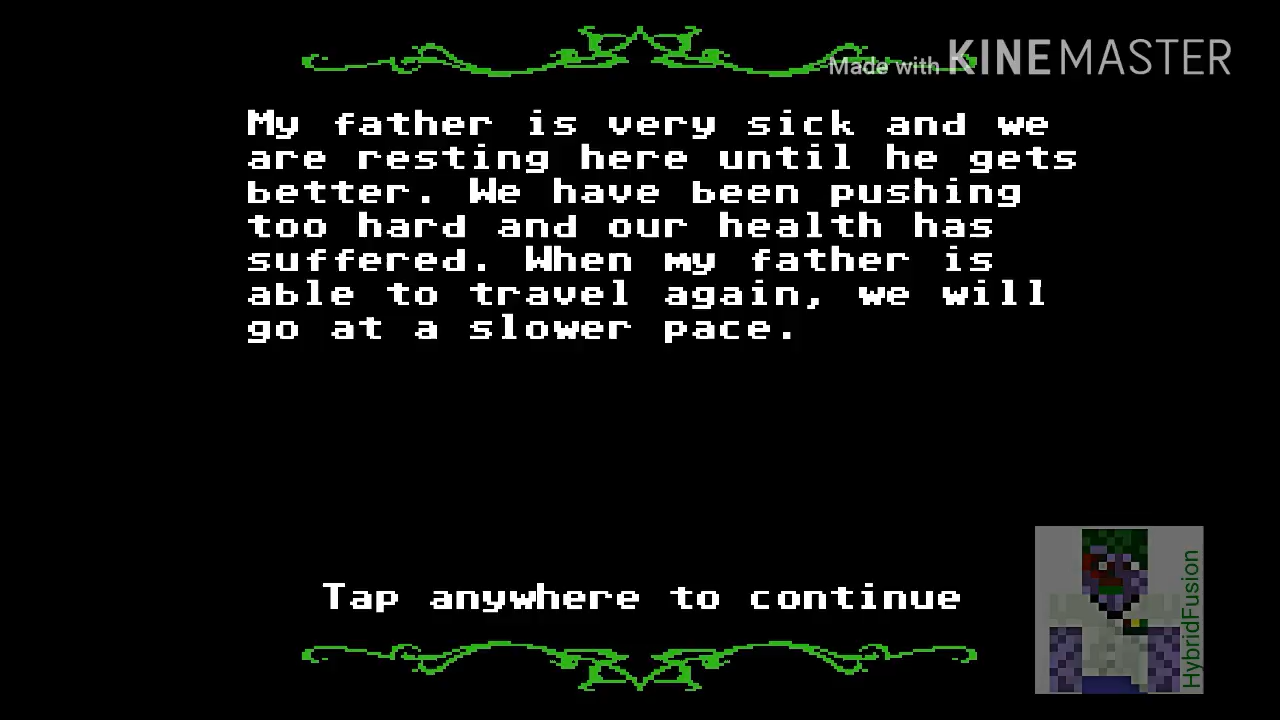 Made with KINEMASTER
My father is very sick and we
are resting here until he gets
better. We have been pushing
too hard and our health has
suffered. When my father is
able to travel again, we will
go at a slower pace.
Tap anywhere to continue
HybridFusion